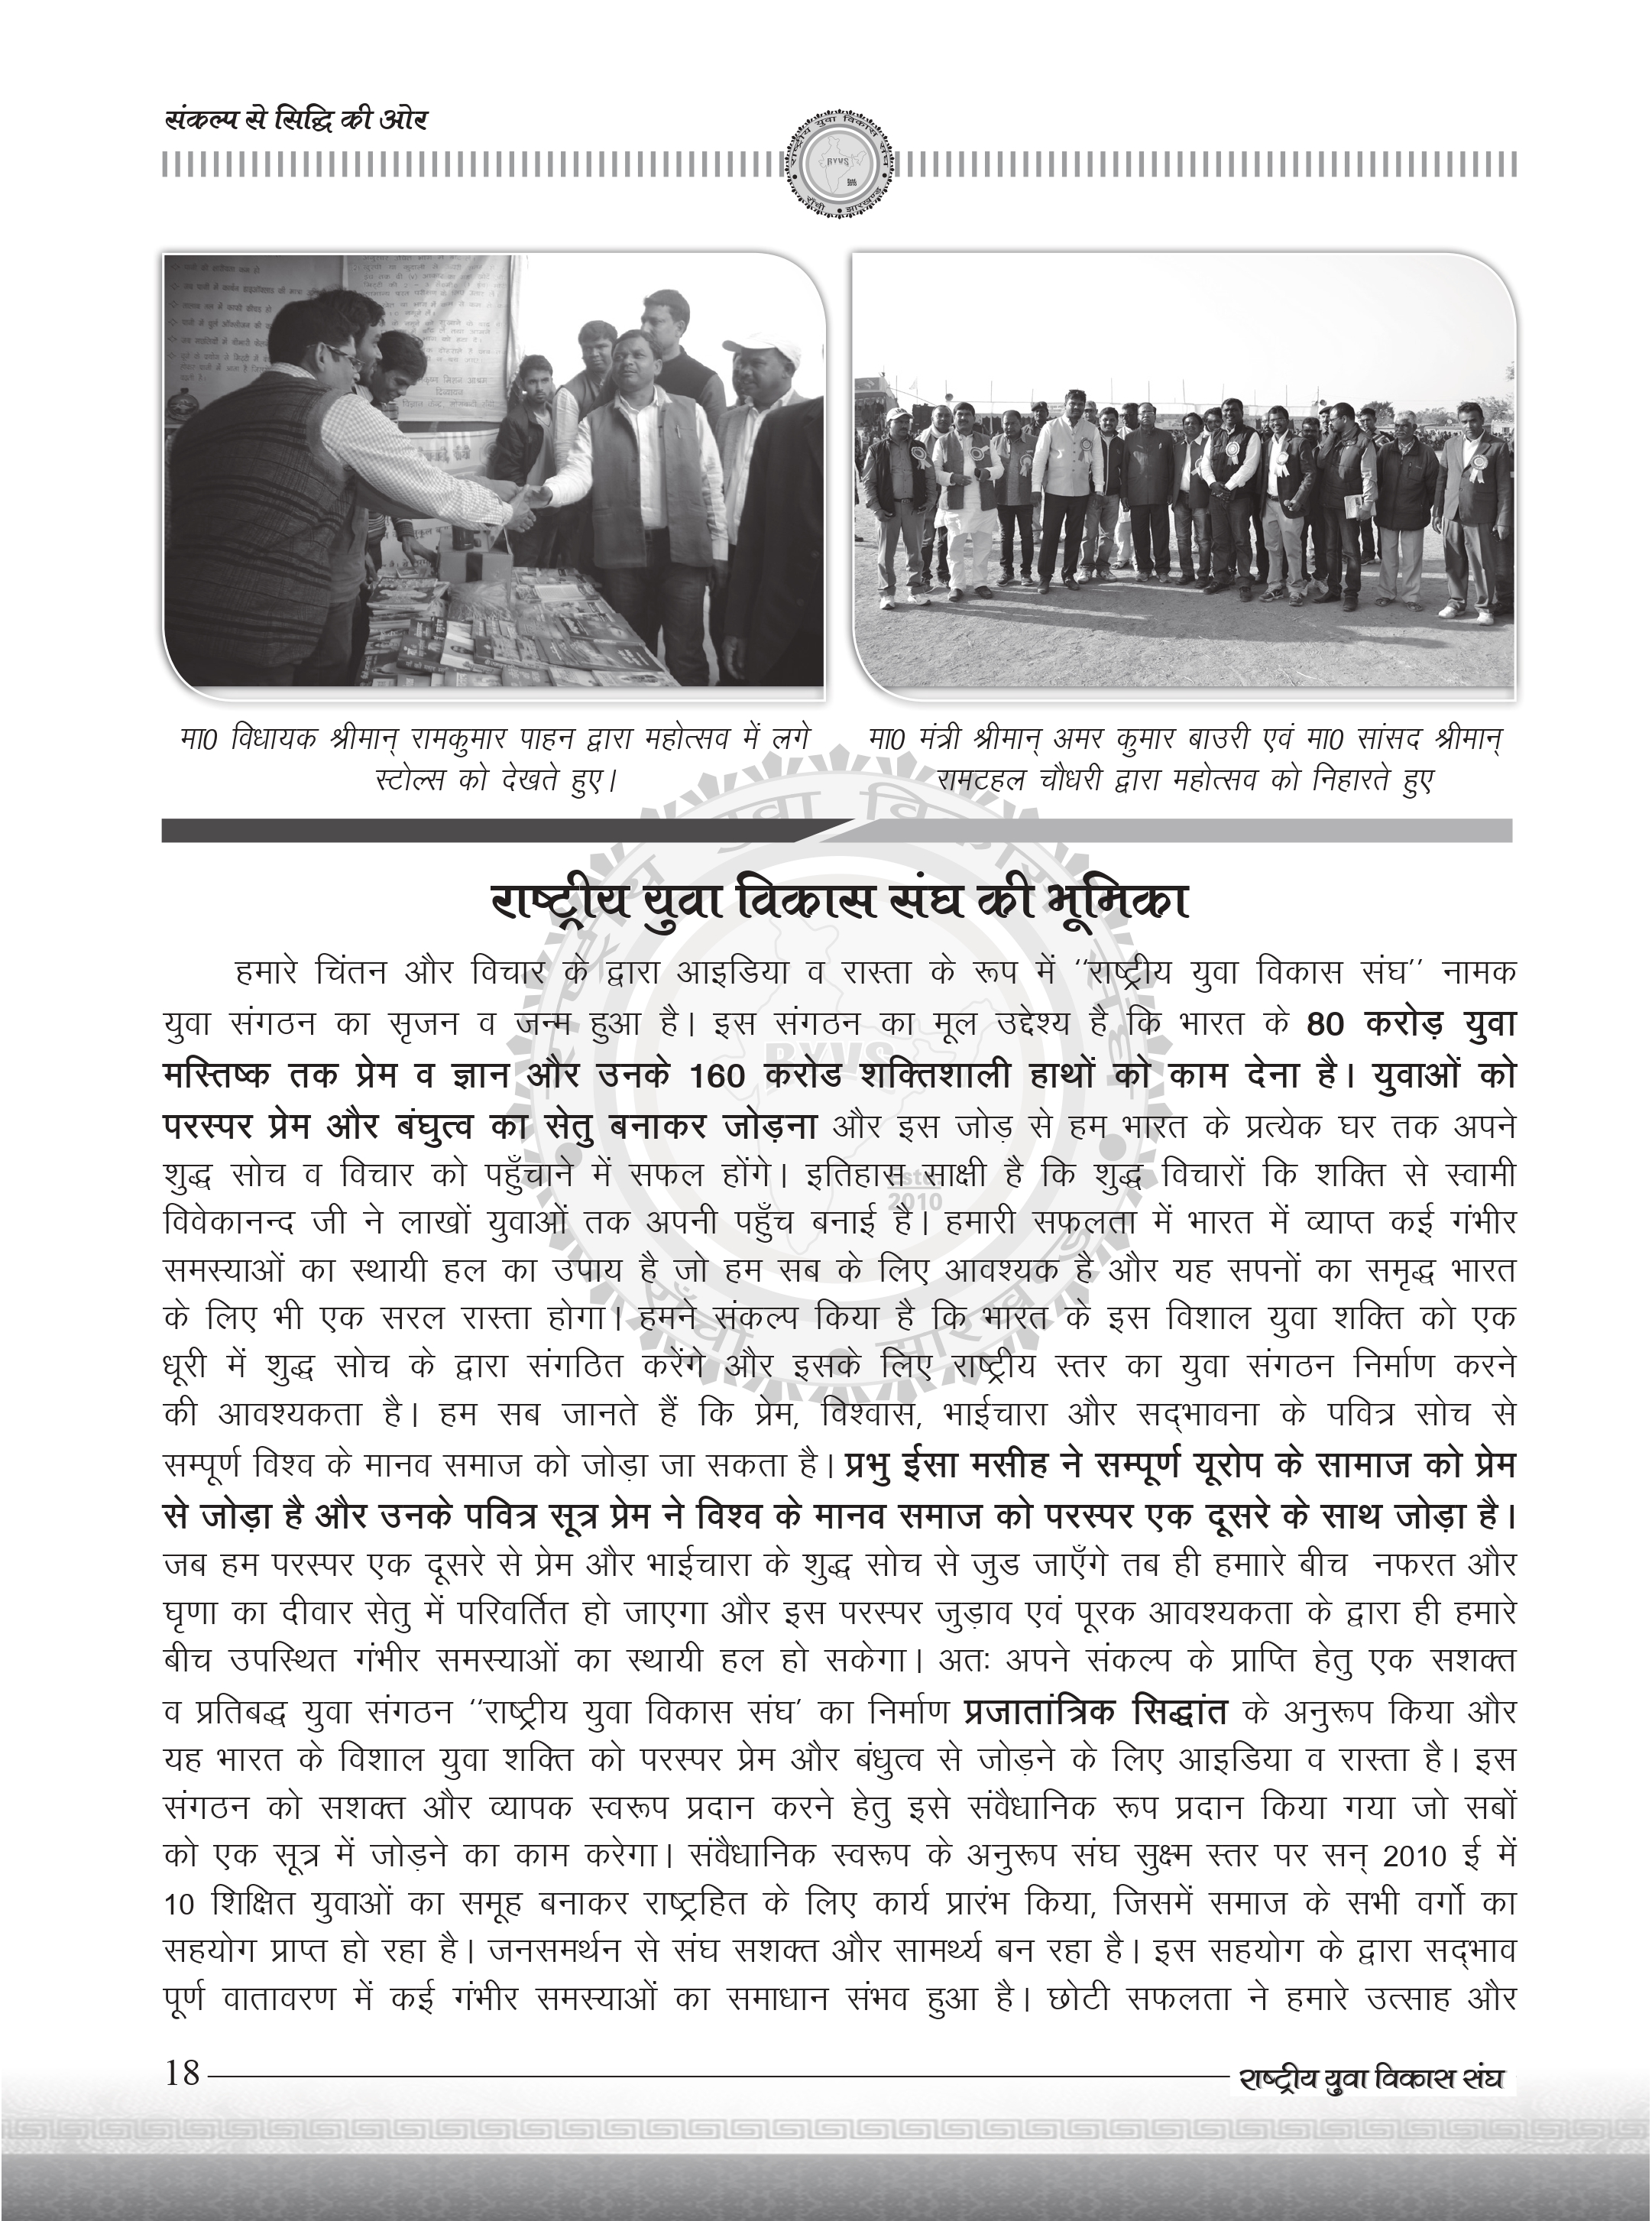 संकल्प से सिद्धि की ओर
राष्ट्रीय युवा विकास संघ
RYVS
राँची
झारखण्ड
मा0 विधायक श्रीमान् रामकुमार पाहन द्वारा महोत्सव में लगे
स्टोल्स को देखते हुए।
मा0 मंत्री श्रीमान् अमर कुमार बाउरी एवं मा0 सांसद श्रीमान्
रामटहल चौधरी द्वारा महोत्सव को निहारते हुए
राष्ट्रीय युवा विकास संघ की भूमिका
हमारे चिंतन और विचार के द्वारा आइडिया व रास्ता के रूप में ‘‘राष्ट्रीय युवा विकास संघ’’ नामक
युवा संगठन का सृजन व जन्म हुआ है। इस संगठन का मूल उद्देश्य है कि भारत के 80 करोड़ युवा
मस्तिष्क तक प्रेम व ज्ञान और उनके 160 करोड शक्तिशाली हाथों को काम देना है। युवाओं को
परस्पर प्रेम और बंघुत्व का सेतु बनाकर जोड़ना और इस जोड़ से हम भारत के प्रत्येक घर तक अपने
शुद्ध सोच व विचार को पहुँचाने में सफल होंगे। इतिहास साक्षी है कि शुद्ध विचारों कि शक्ति से स्वामी
विवेकानन्द जी ने लाखों युवाओं तक अपनी पहुँच बनाई है। हमारी सफलता में भारत में व्याप्त कई गंभीर
समस्याओं का स्थायी हल का उपाय है जो हम सब के लिए आवश्यक है और यह सपनों का समृद्ध भारत
के लिए भी एक सरल रास्ता होगा। हमने संकल्प किया है कि भारत के इस विशाल युवा शक्ति को एक
धूरी में शुद्ध सोच के द्वारा संगठित करेंगे और इसके लिए राष्ट्रीय स्तर का युवा संगठन निर्माण करने
की आवश्यकता है। हम सब जानते हैं कि प्रेम, विश्वास, भाईचारा और सद्भावना के पवित्र सोच से
सम्पूर्ण विश्व के मानव समाज को जोड़ा जा सकता है। प्रभु ईसा मसीह ने सम्पूर्ण यूरोप के सामाज को प्रेम
से जोड़ा है और उनके पवित्र सूत्र प्रेम ने विश्व के मानव समाज को परस्पर एक दूसरे के साथ जोड़ा है।
जब हम परस्पर एक दूसरे से प्रेम और भाईचारा के शुद्ध सोच से जुड जाएँगे तब ही हमाारे बीच नफरत और
घृणा का दीवार सेतु में परिवर्तित हो जाएगा और इस परस्पर जुड़ाव एवं पूरक आवश्यकता के द्वारा ही हमारे
बीच उपस्थित गंभीर समस्याओं का स्थायी हल हो सकेगा। अतः अपने संकल्प के प्राप्ति हेतु एक सशक्त
व प्रतिबद्ध युवा संगठन ‘‘राष्ट्रीय युवा विकास संघ’ का निर्माण प्रजातांत्रिक सिद्धांत के अनुरूप किया और
यह भारत के विशाल युवा शक्ति को परस्पर प्रेम और बंधुत्व से जोड़ने के लिए आइडिया व रास्ता है। इस
संगठन को सशक्त और व्यापक स्वरूप प्रदान करने हेतु इसे संवैधानिक रूप प्रदान किया गया जो सबों
को एक सूत्र में जोड़ने का काम करेगा। संवैधानिक स्वरूप के अनुरूप संघ सुक्ष्म स्तर पर सन् 2010 ई में
10 शिक्षित युवाओं का समूह बनाकर राष्ट्रहित के लिए कार्य प्रारंभ किया, जिसमें समाज के सभी वर्गो का
सहयोग प्राप्त हो रहा है। जनसमर्थन से संघ सशक्त और सामर्थ्य बन रहा है। इस सहयोग के द्वारा सद्भाव
पूर्ण वातावरण में कई गंभीर समस्याओं का समाधान संभव हुआ है। छोटी सफलता ने हमारे उत्साह और
18
राष्ट्रीय युवा विकास संघ